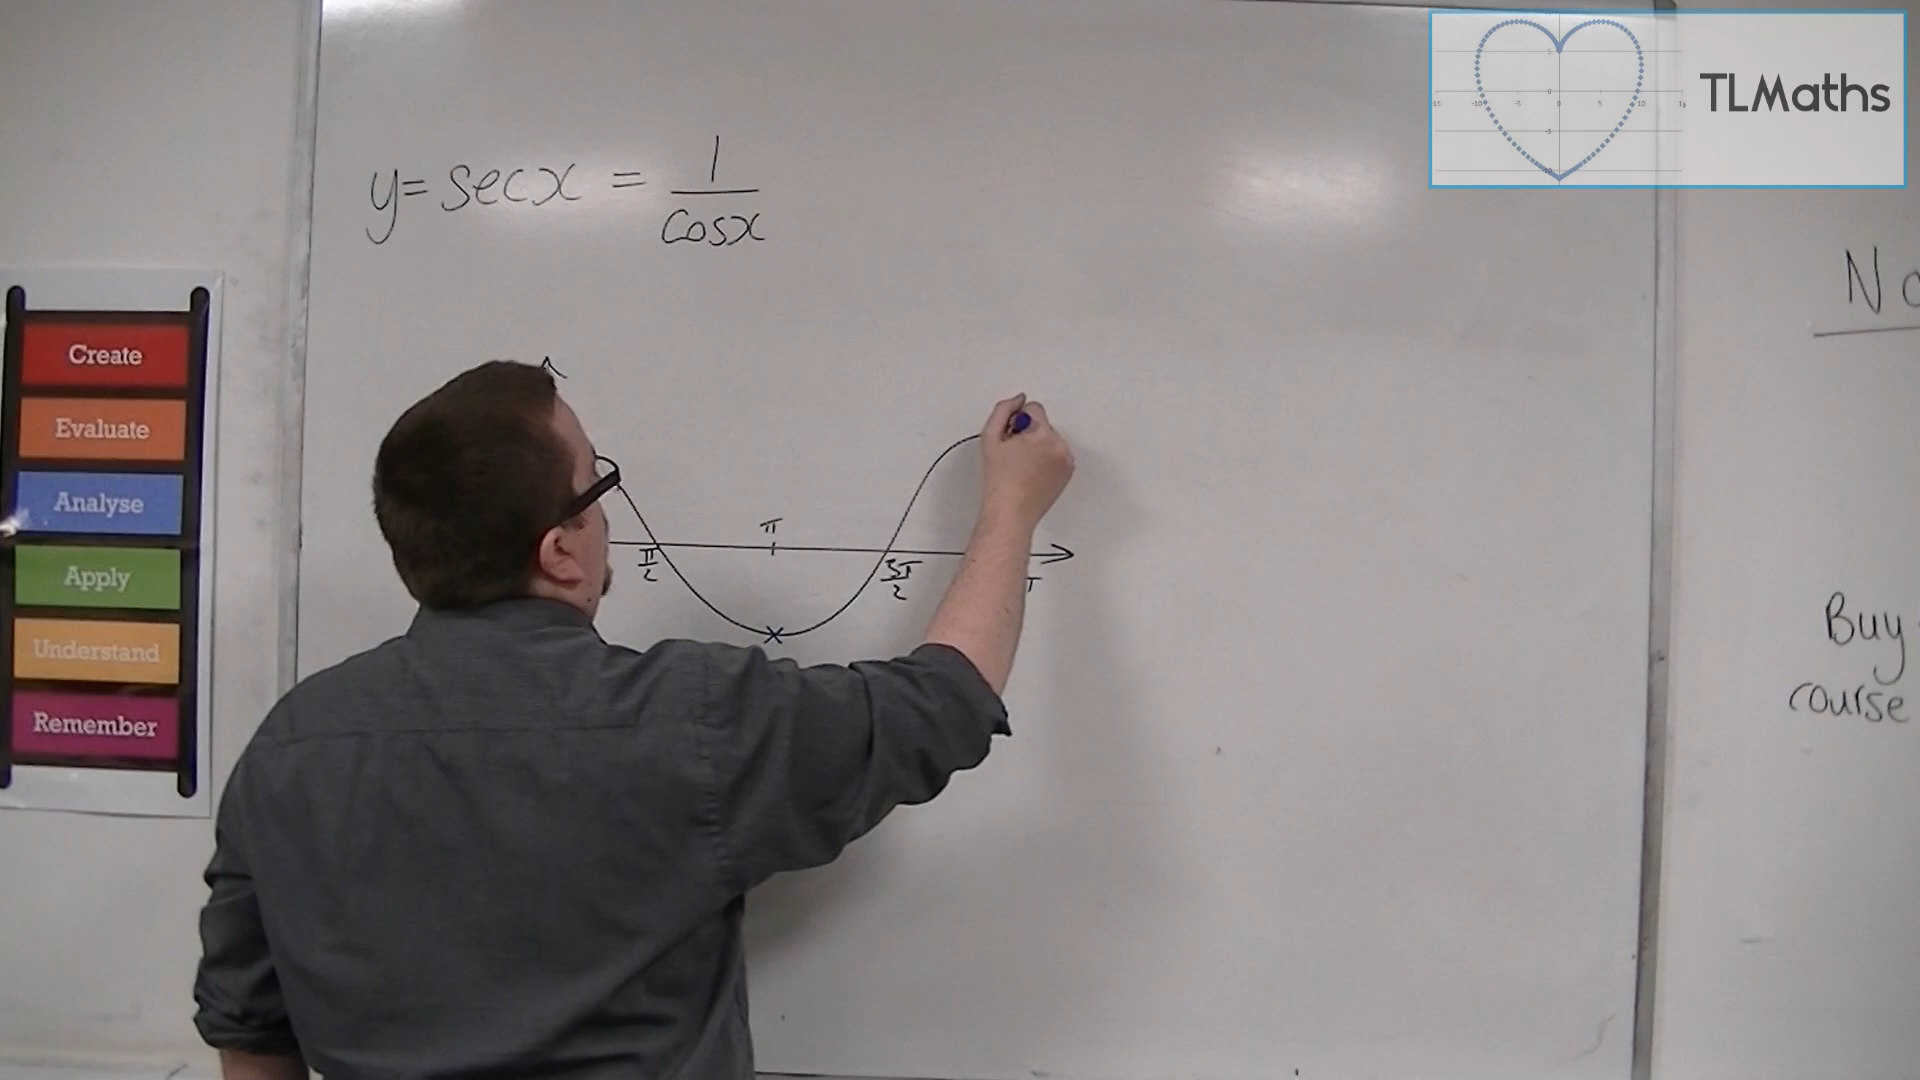 TLMaths
y = sec x = 1/cos x
Create
Evaluate
Analyse
Apply
Understand
Remember
π
π/2
3π/2
Buy
course